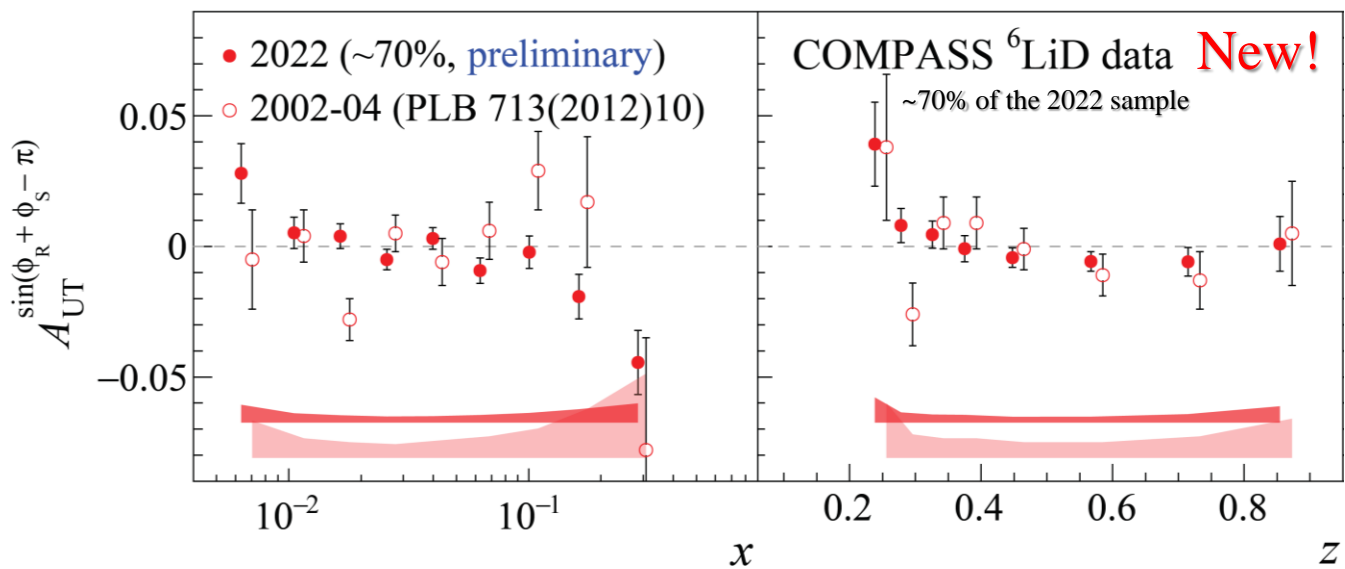 2022 (~70%, preliminary)
2002-04 (PLB 713(2012)10)
COMPASS ⁶LiD data New!
~70% of the 2022 sample
A_UT^sin(ϕ_R + ϕ_S − π)
0.05
0
−0.05
10⁻² 10⁻¹
x
0.2 0.4 0.6 0.8
z